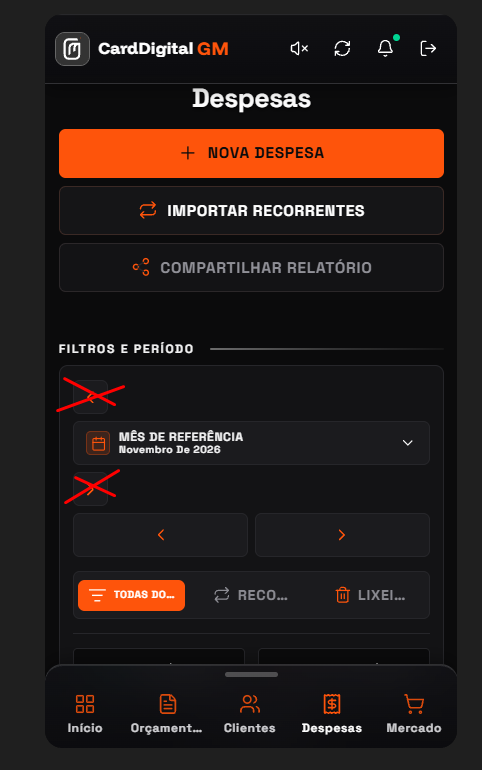 CardDigital GM
Despesas
NOVA DESPESA
IMPORTAR RECORRENTES
COMPARTILHAR RELATÓRIO
FILTROS E PERÍODO
MÊS DE REFERÊNCIA
Novembro De 2026
TODAS DO... RECO... LIXEI...
Início Orçament... Clientes Despesas Mercado